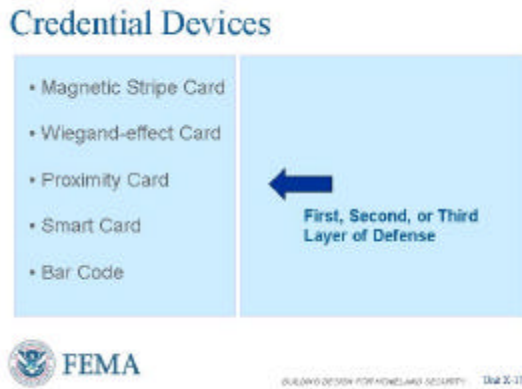 Credential Devices
• Magnetic Stripe Card
• Wiegand-effect Card
• Proximity Card
• Smart Card
• Bar Code
First, Second, or Third
Layer of Defense
FEMA
BUILDING DESIGN FOR HOMELAND SECURITY